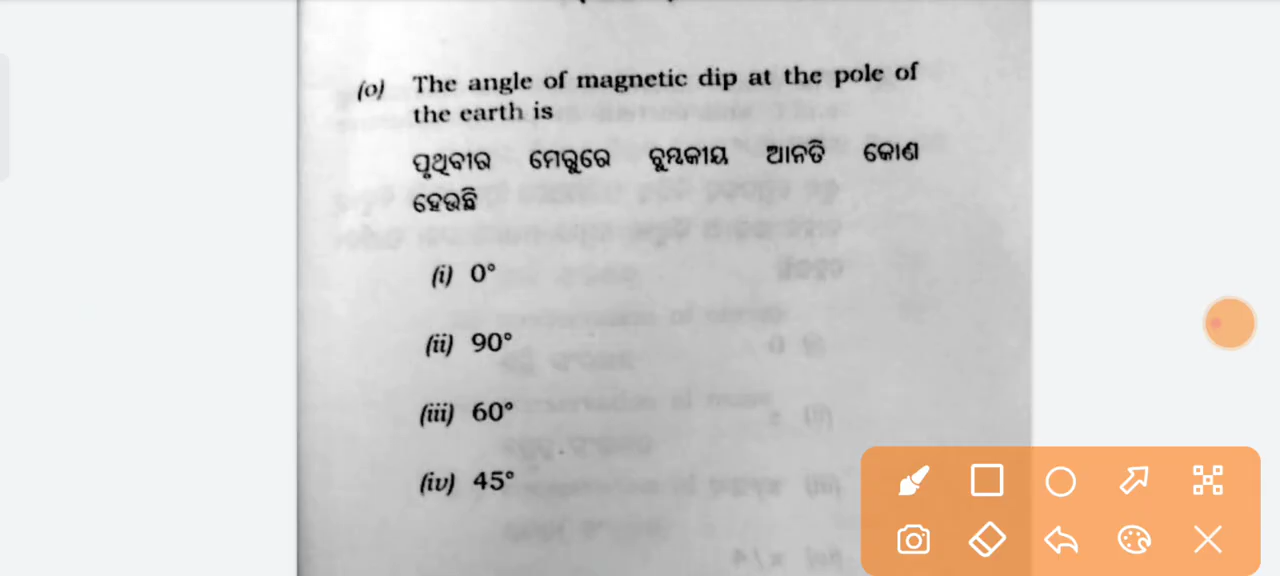 (o) The angle of magnetic dip at the pole of
the earth is
ପୃଥିବୀର ମେରୁରେ ଚୁମ୍ବକୀୟ ଆନତି କୋଣ
ହେଉଛି
(i) 0°
(ii) 90°
(iii) 60°
(iv) 45°